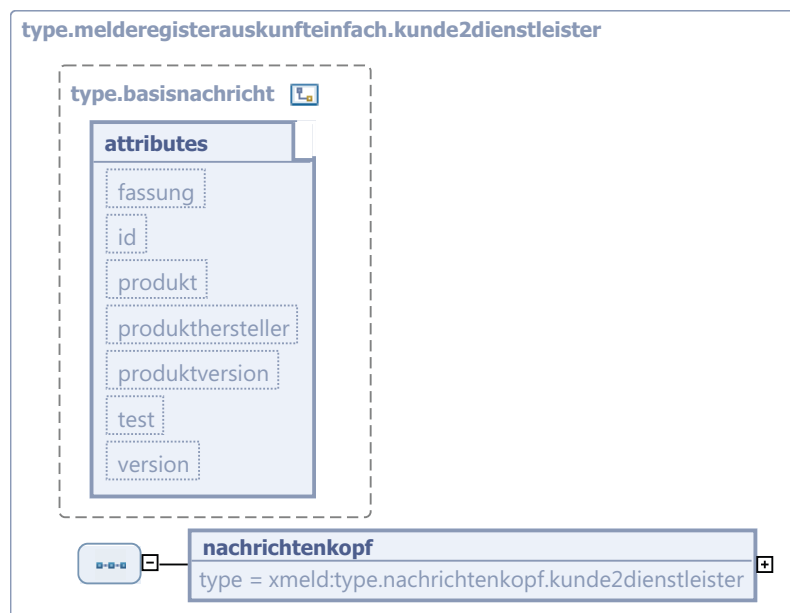 type.melderegisterauskunfteinfach.kunde2dienstleister
type.basisnachricht
attributes
fassung
id
produkt
produkthersteller
produktversion
test
version
nachrichtenkopf
type = xmeld:type.nachrichtenkopf.kunde2dienstleister